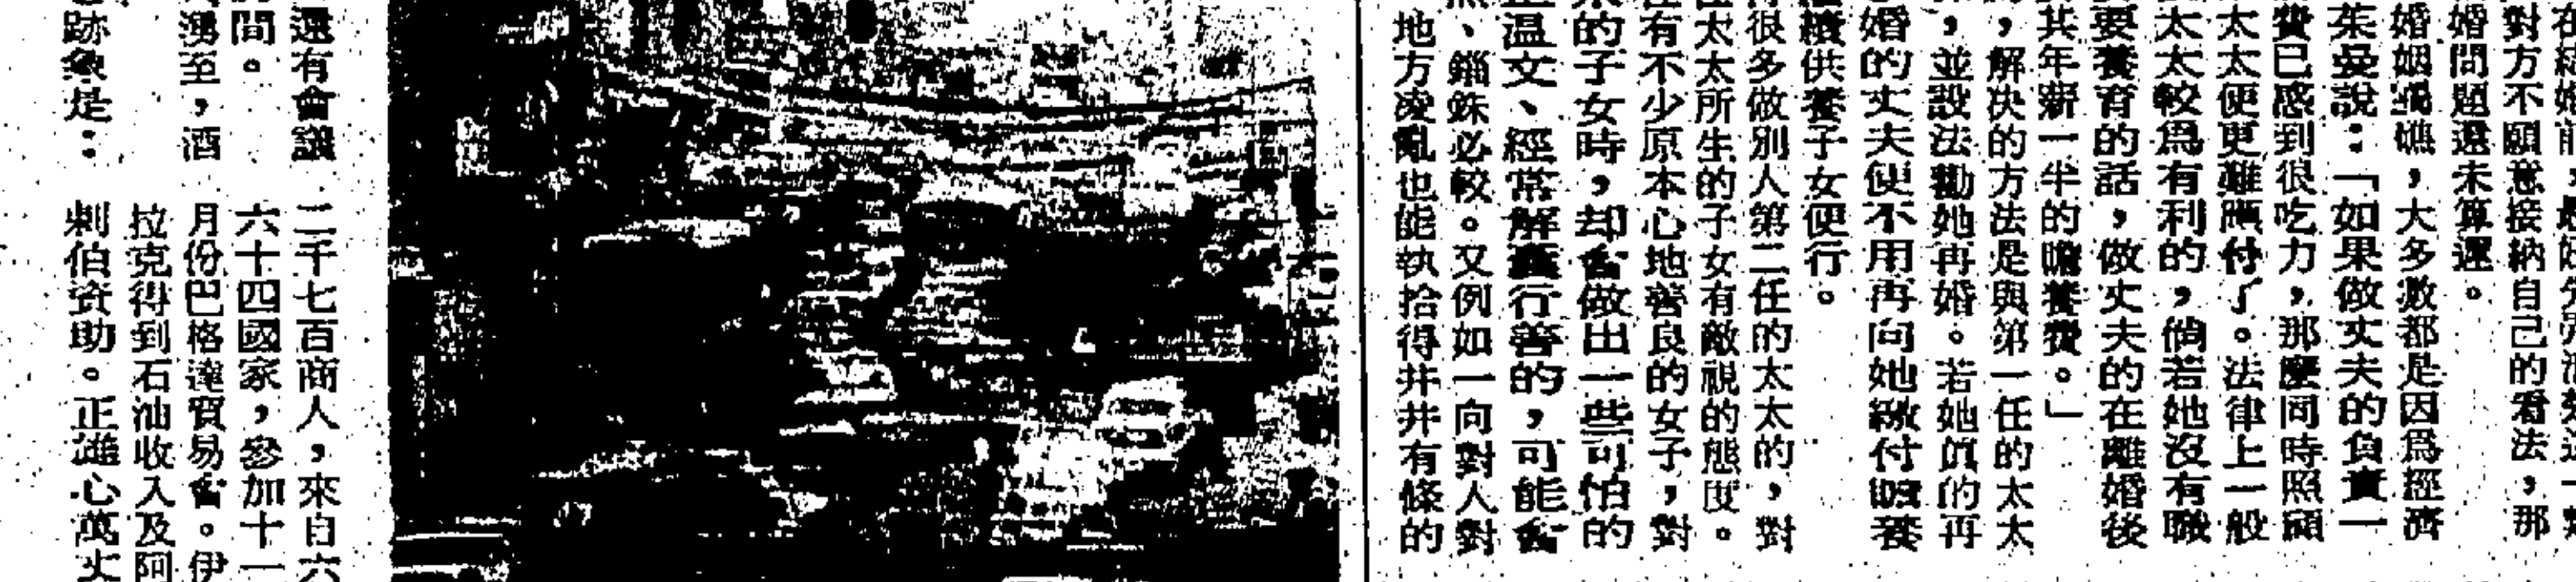 對方不願意接納自己的看法，那
婚問題還未算遲。
婚姻觸礁，大多數都是因爲經濟
茱曼說：「如果做丈夫的負責一
費已感到很吃力，那麼同時照顧
太太便更難應付了。法律上一般
太太較爲有利的，倘若她沒有職
要養育的話，做丈夫的在離婚後
其年薪一半的贍養費。」
，解决的方法是與第一任的太太
，並設法勸她再婚。若她眞的再
婚的丈夫便不用再向她繳付贍養
續供養子女便行。
很多做別人第二任的太太的，對
太太所生的子女有敵視的態度。
有不少原本心地善良的女子，對
的子女時，却會做出一些可怕的
温文、經常解囊行善的，可能會
、錙銖必較。又例如一向對人對
地方凌亂也能執拾得井井有條的
還有會議
間。
湧至，酒
跡象是：
二千七百商人，來自六
六十四國家，參加十一
月份巴格達貿易會。伊
拉克得到石油收入及阿
剌伯資助。正雄心萬丈